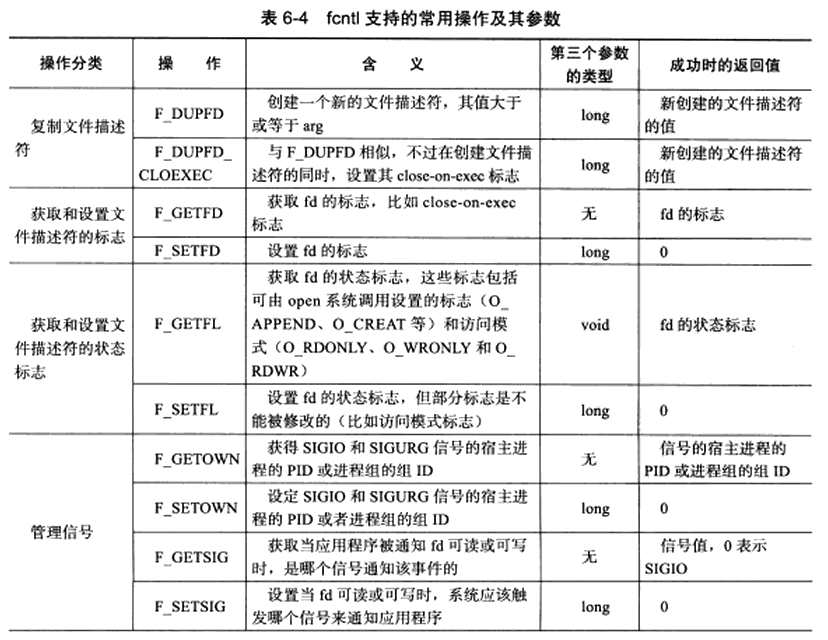 表 6-4 fcntl 支持的常用操作及其参数
操作分类 操 作 含 义 第三个参数的类型 成功时的返回值
复制文件描述符
F_DUPFD
创建一个新的文件描述符，其值大于
或等于 arg
long
新创建的文件描述符
的值
F_DUPFD_
CLOEXEC
与 F_DUPFD 相似，不过在创建文件描
述符的同时，设置其 close-on-exec 标志
long
新创建的文件描述符
的值
获取和设置文
件描述符的标志
F_GETFD
获取 fd 的标志，比如 close-on-exec
标志
无
fd 的标志
F_SETFD
设置 fd 的标志
long
0
获取和设置文
件描述符的状态
标志
F_GETFL
获取 fd 的状态标志，这些标志包括
可由 open 系统调用设置的标志（O_
APPEND、O_CREAT 等）和访问模
式（O_RDONLY、O_WRONLY 和 O_
RDWR）
void
fd 的状态标志
F_SETFL
设置 fd 的状态标志，但部分标志是不
能被修改的（比如访问模式标志）
long
0
管理信号
F_GETOWN
获得 SIGIO 和 SIGURG 信号的宿主进
程的 PID 或进程组的组 ID
无
信号的宿主进程的
PID 或进程组的组 ID
F_SETOWN
设定 SIGIO 和 SIGURG 信号的宿主进
程的 PID 或者进程组的组 ID
long
0
F_GETSIG
获取当应用程序被通知 fd 可读或可写
时，是哪个信号通知该事件的
无
信号值，0 表示
SIGIO
F_SETSIG
设置当 fd 可读或可写时，系统应该触
发哪个信号来通知应用程序
long
0